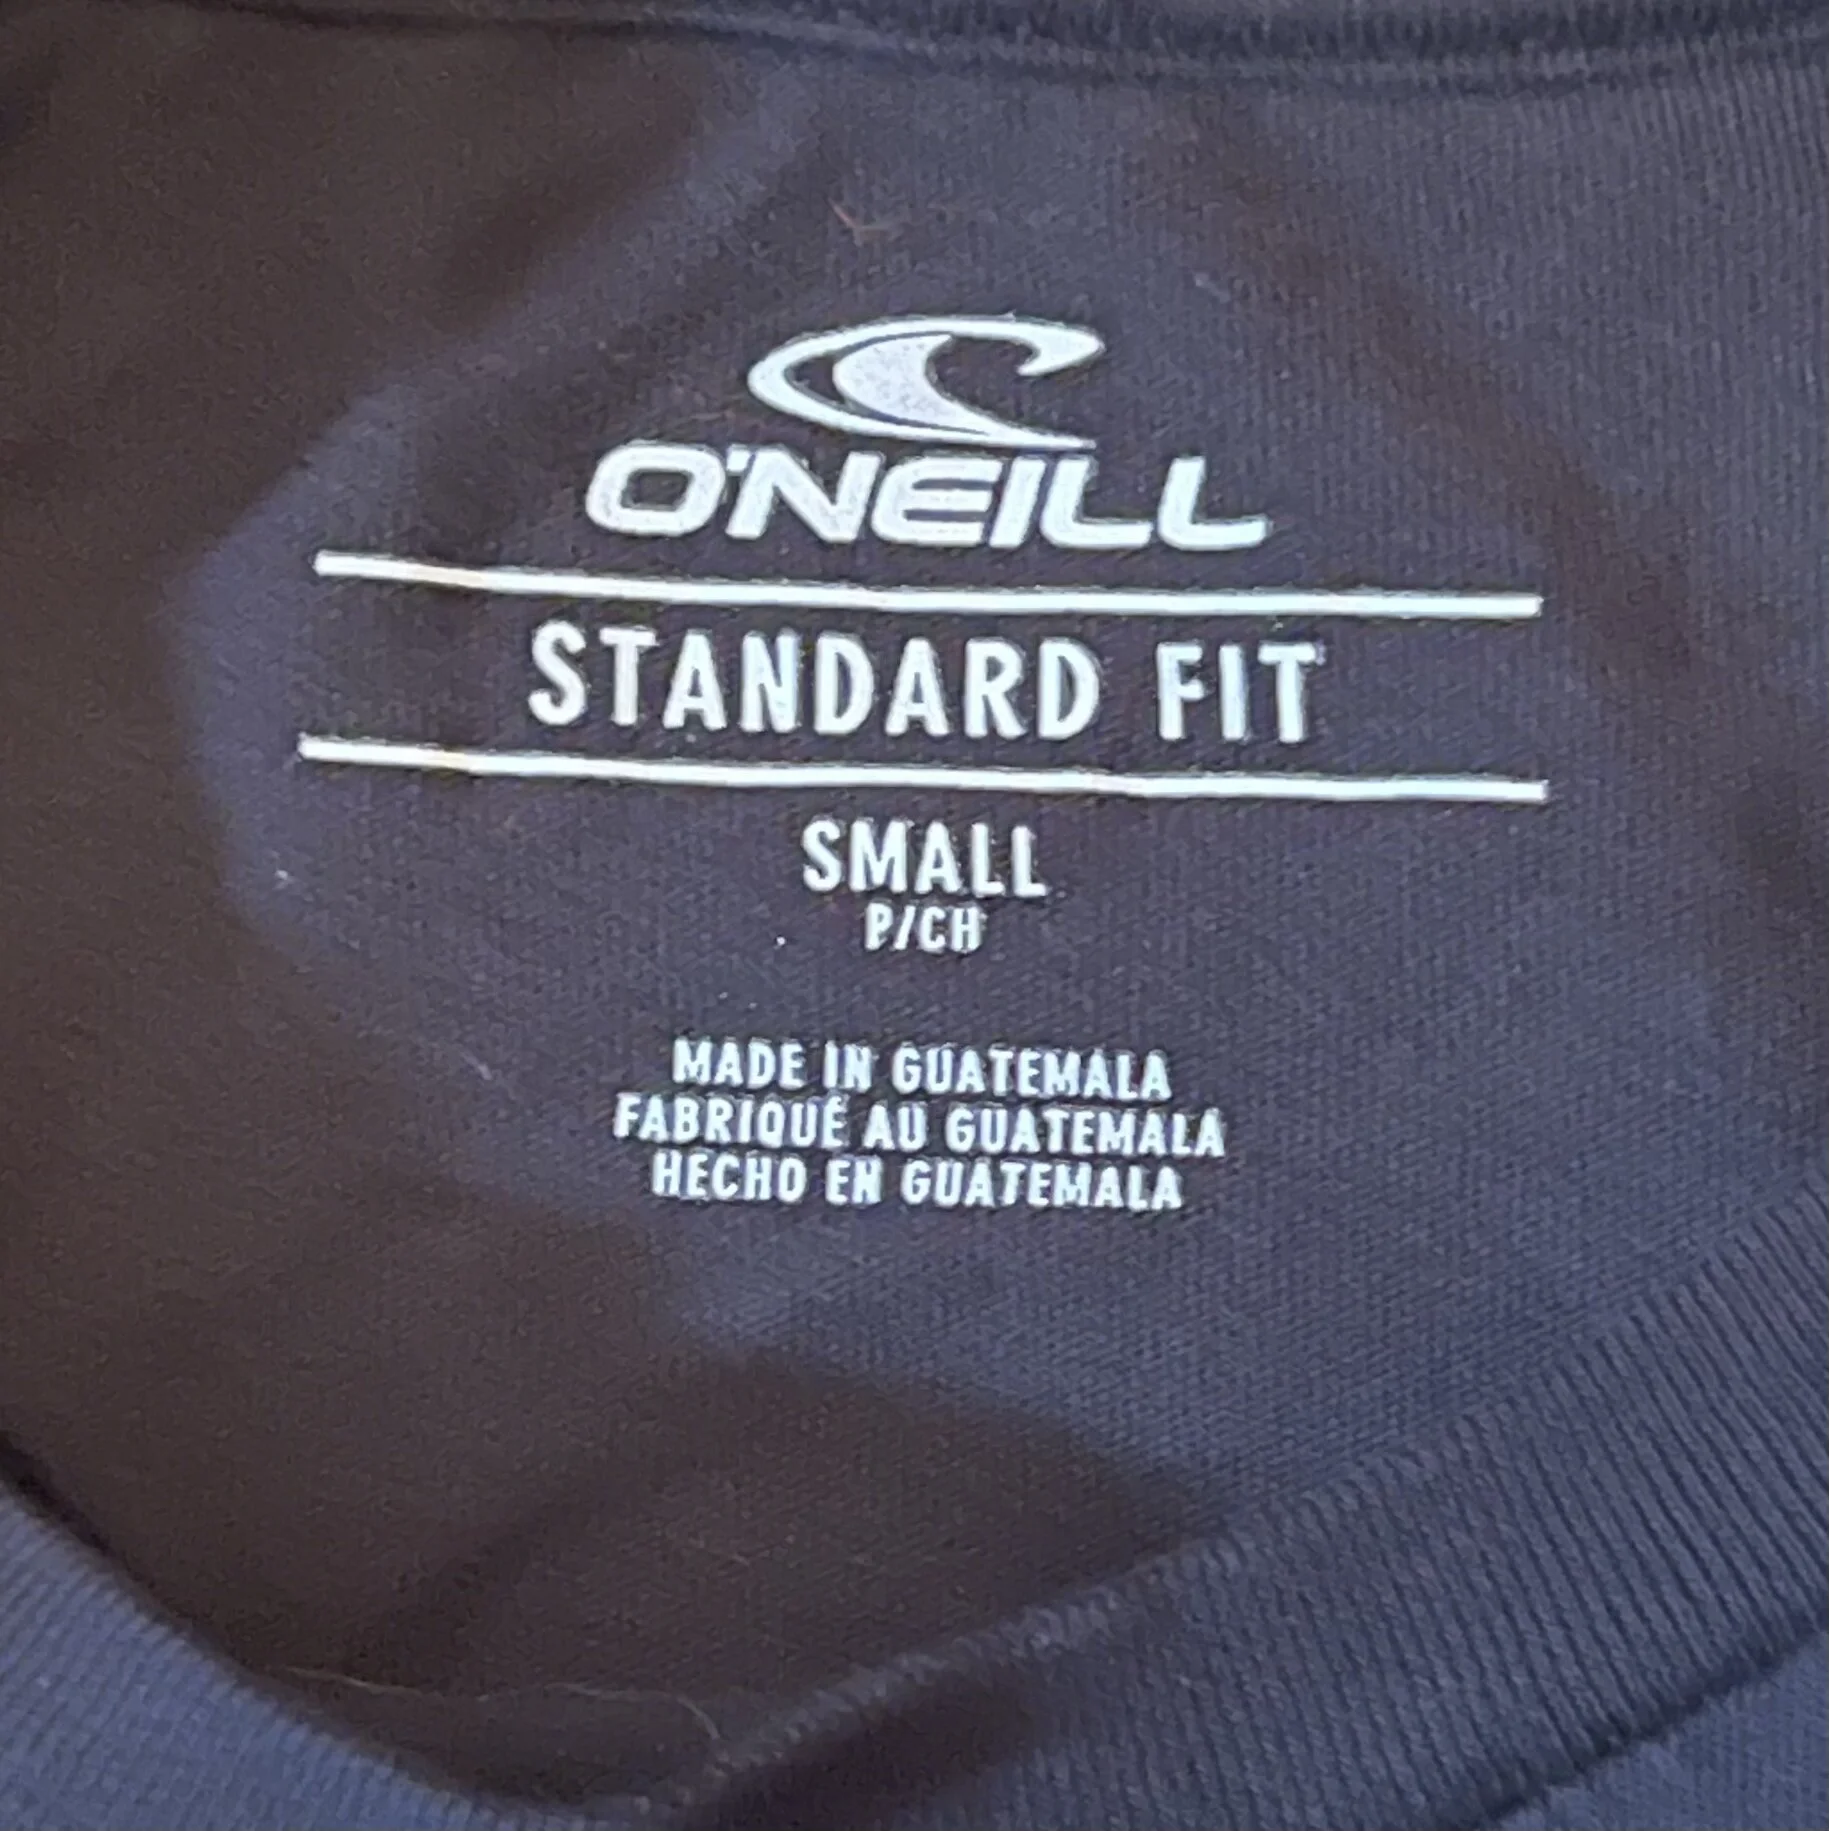 O'NEILL
STANDARD FIT
SMALL
P/CH
MADE IN GUATEMALA
FABRIQUÉ AU GUATEMALA
HECHO EN GUATEMALA